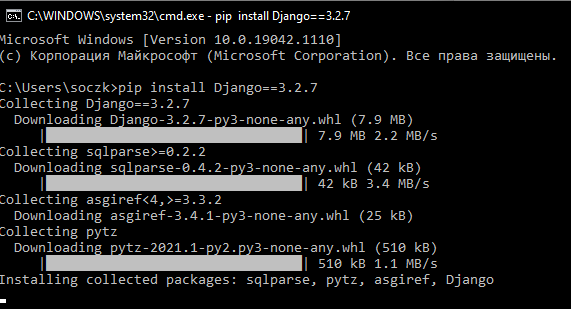 C:\WINDOWS\system32\cmd.exe - pip install Django==3.2.7
Microsoft Windows [Version 10.0.19042.1110]
(c) Корпорация Майкрософт (Microsoft Corporation). Все права защищены.
C:\Users\soczk>pip install Django==3.2.7
Collecting Django==3.2.7
Downloading Django-3.2.7-py3-none-any.whl (7.9 MB)
|████████████████████████████████| 7.9 MB 2.2 MB/s
Collecting sqlparse>=0.2.2
Downloading sqlparse-0.4.2-py3-none-any.whl (42 kB)
|████████████████████████████████| 42 kB 3.4 MB/s
Collecting asgiref<4,>=3.3.2
Downloading asgiref-3.4.1-py3-none-any.whl (25 kB)
Collecting pytz
Downloading pytz-2021.1-py2.py3-none-any.whl (510 kB)
|████████████████████████████████| 510 kB 1.1 MB/s
Installing collected packages: sqlparse, pytz, asgiref, Django